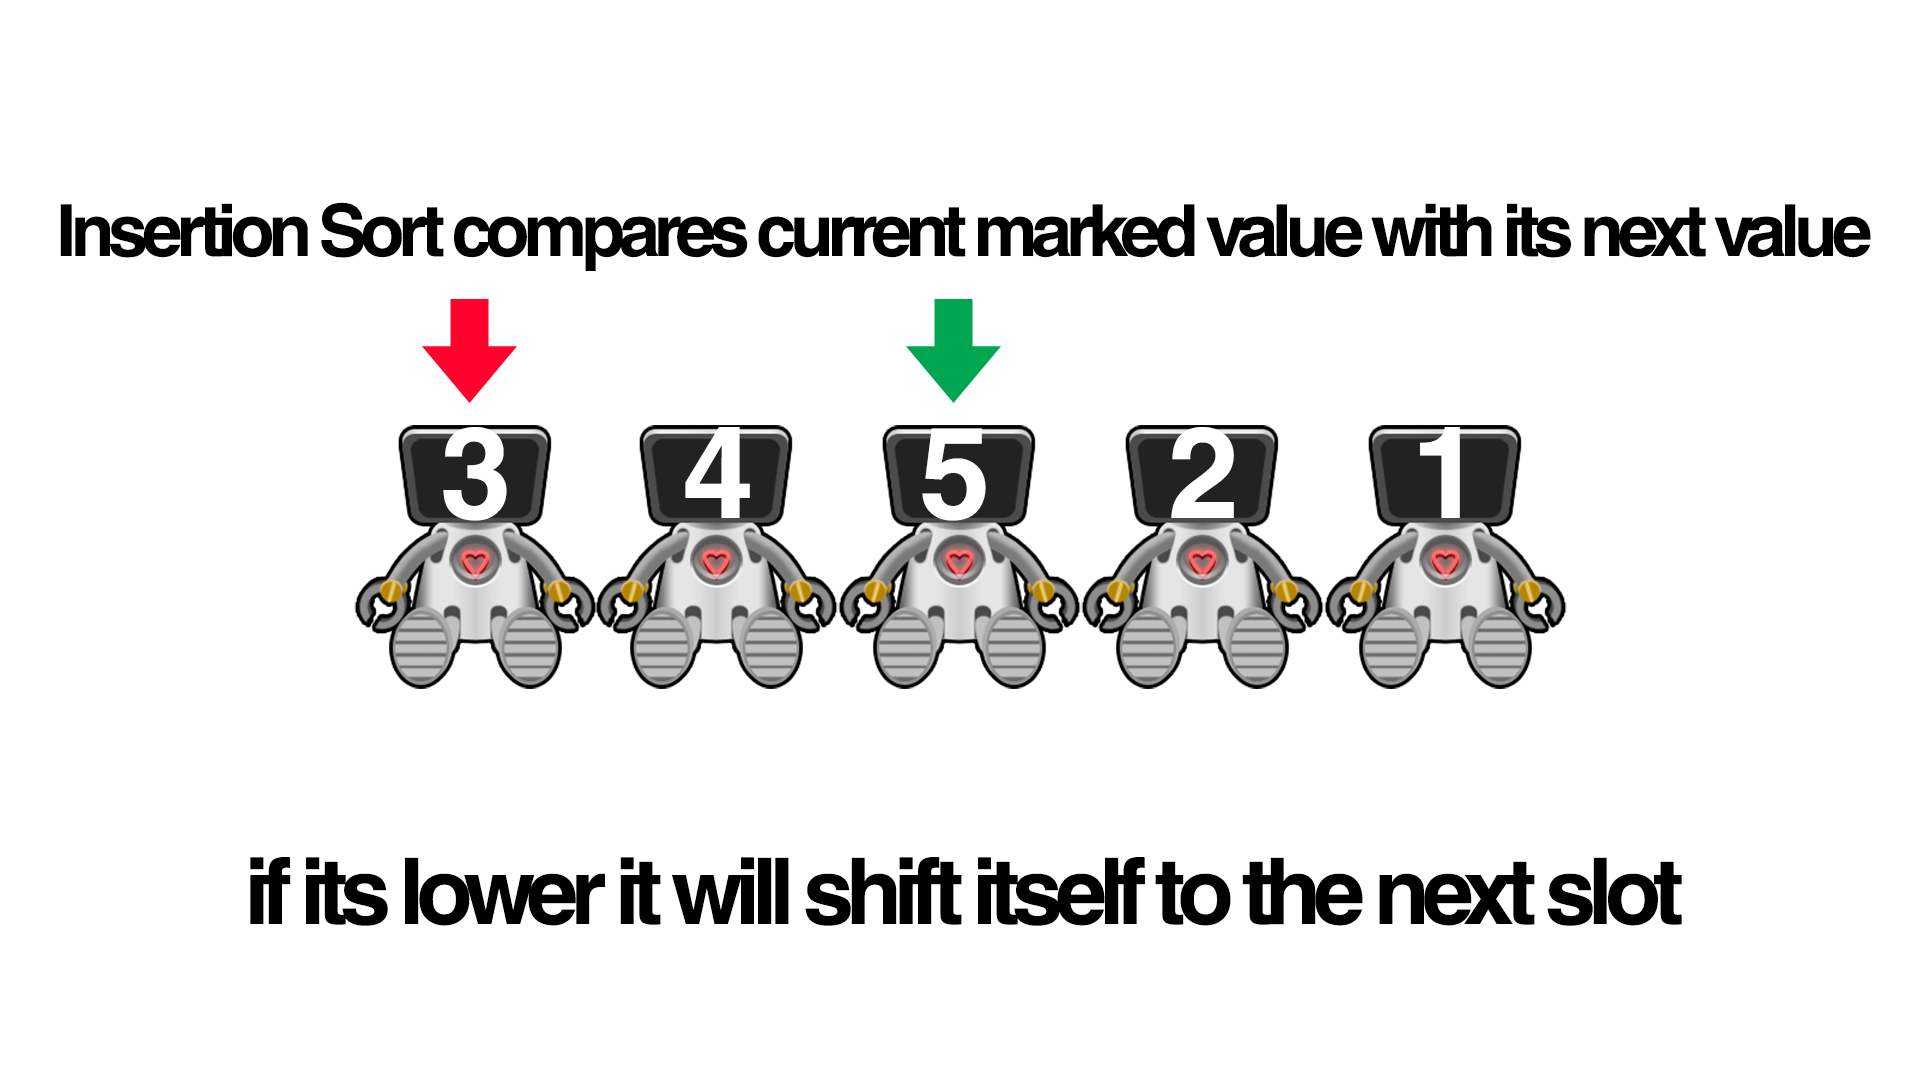 Insertion Sort compares current marked value with its next value
3 4 5 2 1
if its lower it will shift itself to the next slot